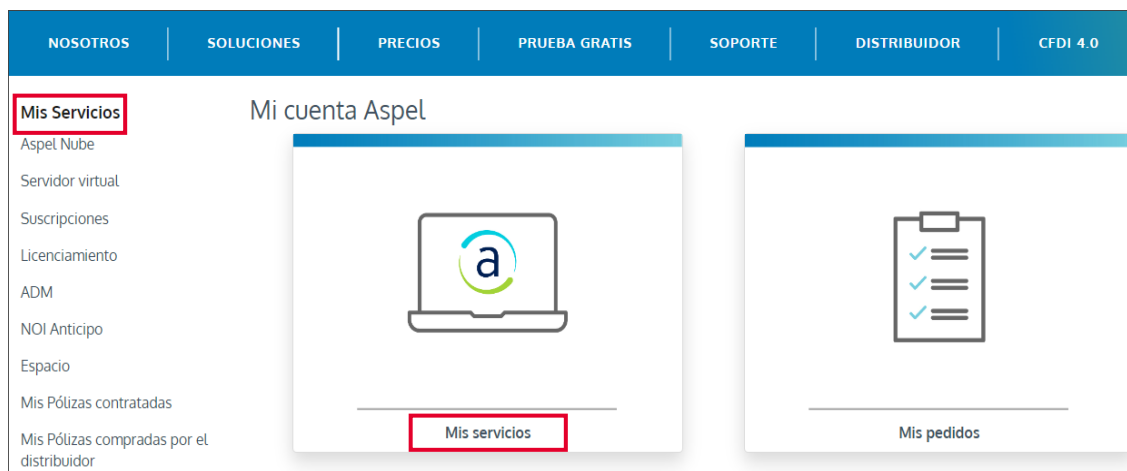 NOSOTROS SOLUCIONES PRECIOS PRUEBA GRATIS SOPORTE DISTRIBUIDOR CFDI 4.0
Mis Servicios
Aspel Nube
Servidor virtual
Suscripciones
Licenciamiento
ADM
NOI Anticipo
Espacio
Mis Pólizas contratadas
Mis Pólizas compradas por el
distribuidor
Mi cuenta Aspel
a
Mis servicios
Mis pedidos